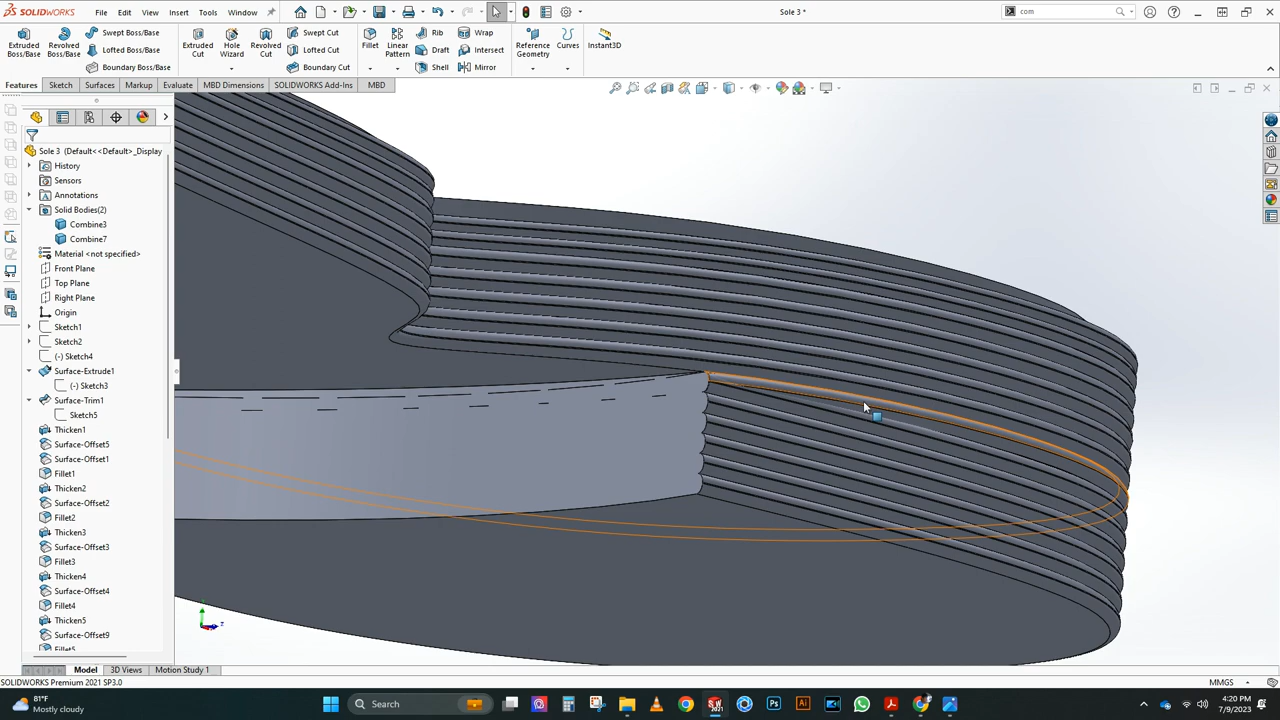 SOLIDWORKS File Edit View Insert Tools Window Sole 3 * com
Extruded Boss/Base Revolved Boss/Base Swept Boss/Base Lofted Boss/Base Boundary Boss/Base Extruded Cut Hole Wizard Revolved Cut Swept Cut Lofted Cut Boundary Cut Fillet Linear Pattern Rib Draft Shell Wrap Intersect Mirror Reference Geometry Curves Instant3D
Features Sketch Surfaces Markup Evaluate MBD Dimensions SOLIDWORKS Add-Ins MBD
Sole 3 (Default<<Default>_Display
History
Sensors
Annotations
Solid Bodies(2)
Combine3
Combine7
Material <not specified>
Front Plane
Top Plane
Right Plane
Origin
Sketch1
Sketch2
(-) Sketch4
Surface-Extrude1
(-) Sketch3
Surface-Trim1
Sketch5
Thicken1
Surface-Offset5
Surface-Offset1
Fillet1
Thicken2
Surface-Offset2
Fillet2
Thicken3
Surface-Offset3
Fillet3
Thicken4
Surface-Offset4
Fillet4
Thicken5
Surface-Offset9
Fillet5
z
Model 3D Views Motion Study 1
SOLIDWORKS Premium 2021 SP3.0 MMGS
81°F
Mostly cloudy
Search
Ps Ai
4:20 PM
7/9/2023